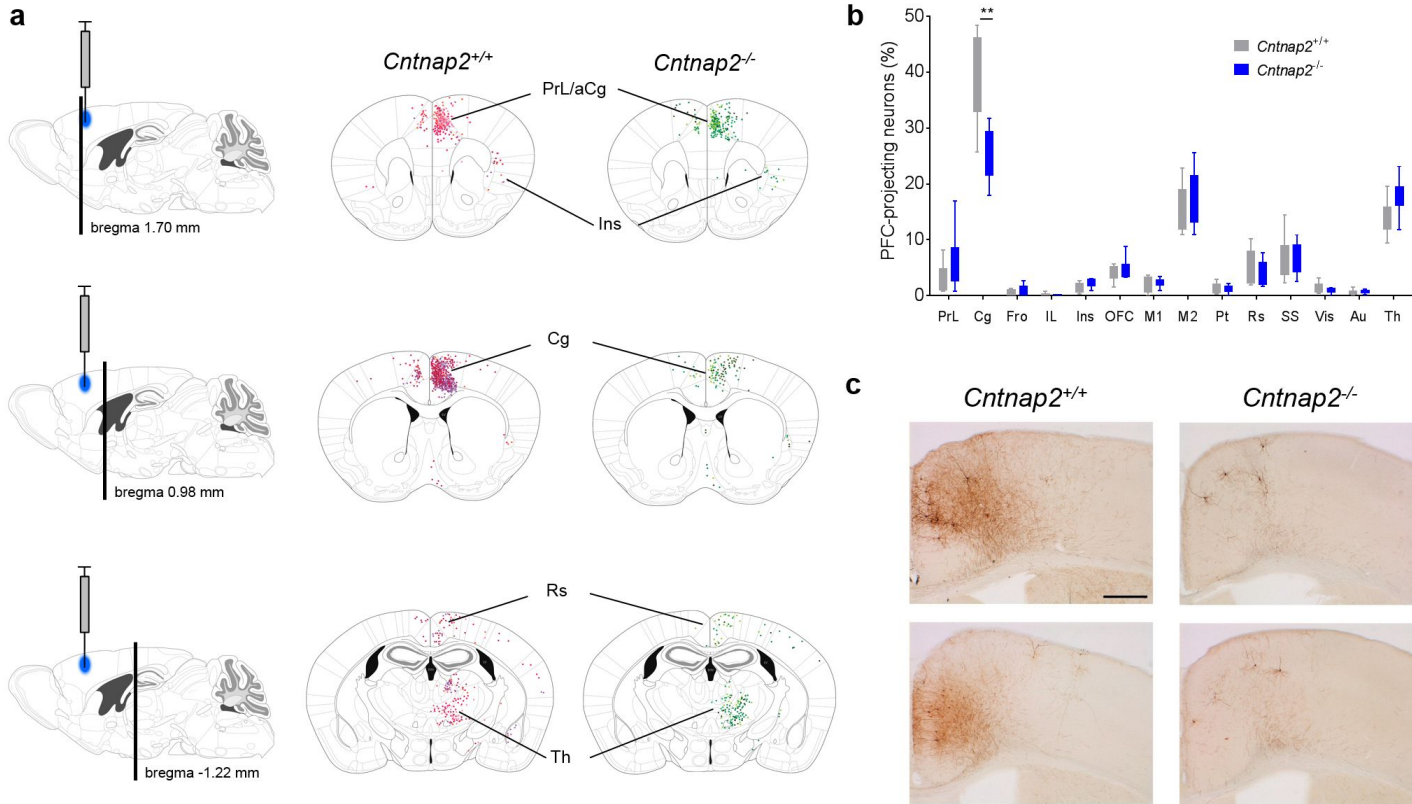 a
Cntnap2+/+
Cntnap2-/-
PrL/aCg
Ins
bregma 1.70 mm
Cg
bregma 0.98 mm
Rs
Th
bregma -1.22 mm
b
PFC-projecting neurons (%)
50
40
30
20
10
0
**
Cntnap2+/+
Cntnap2-/-
PrL Cg Fro IL Ins OFC M1 M2 Pt Rs SS Vis Au Th
c
Cntnap2+/+
Cntnap2-/-